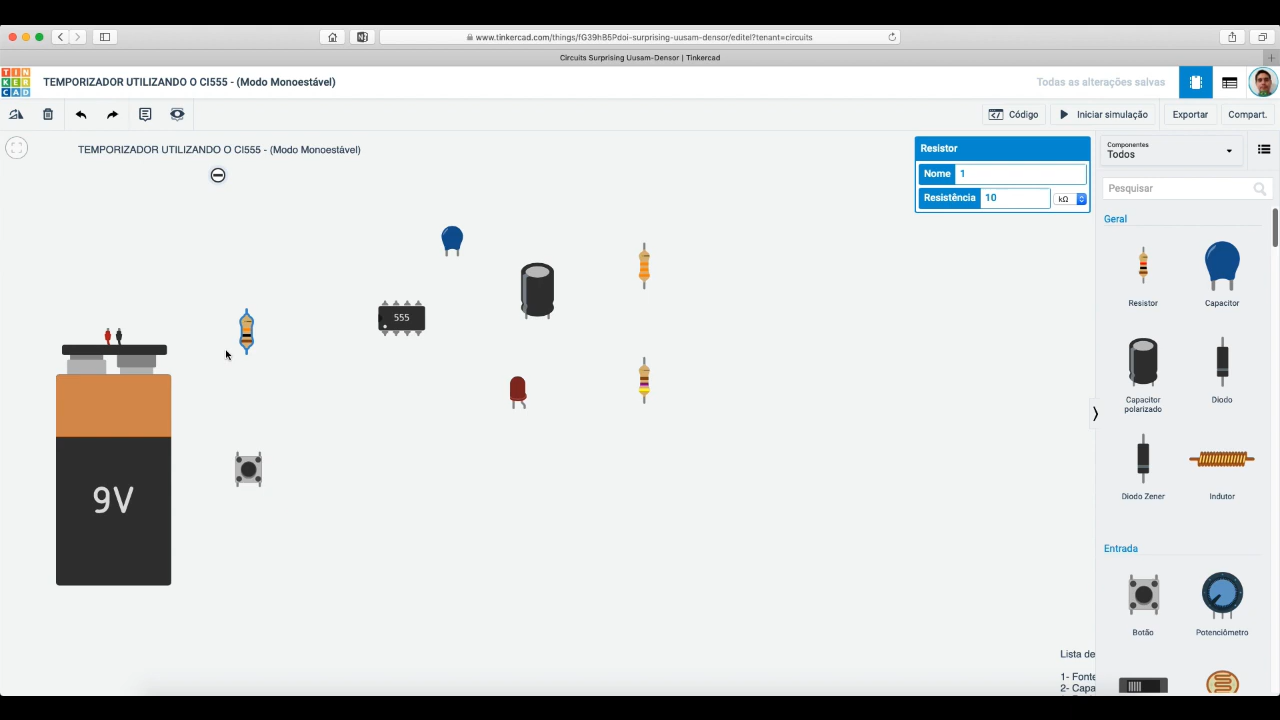 www.tinkercad.com/things/fG39hB5Pdoi-surprising-uusam-densor/editel?tenant=circuits
Circuits Surprising Uusam-Densor | Tinkercad
TIN
KER
CAD
TEMPORIZADOR UTILIZANDO O CI555 - (Modo Monoestável)
Todas as alterações salvas
Código
Iniciar simulação
Exportar
Compart.
TEMPORIZADOR UTILIZANDO O CI555 - (Modo Monoestável)
Resistor
Nome 1
Resistência 10 kΩ
Componentes
Todos
Pesquisar
Geral
Resistor
Capacitor
Capacitor
polarizado
Diodo
Diodo Zener
Indutor
Entrada
Botão
Potenciômetro
555
9V
Lista de
1- Fonte
2- Capa